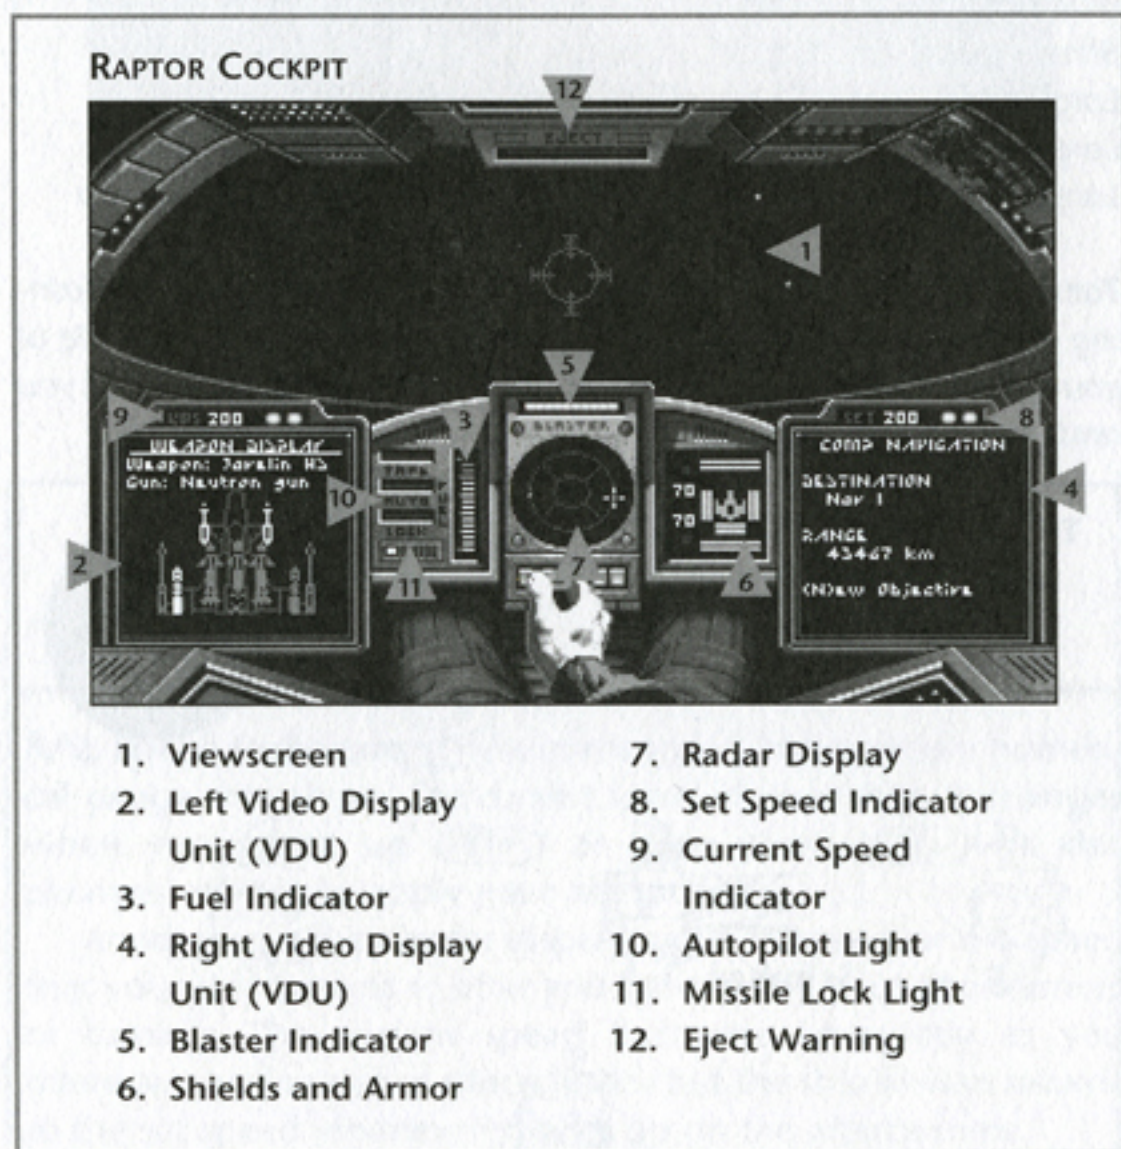 RAPTOR COCKPIT
12
EJECT
1
5
9
200
3
SET 200
8
WEAPON DISPLAY
Weapon: Javelin HS
Gun: Neutron gun
BLASTER
COMP NAVIGATION
DESTINATION
Nav 1
4
10
AUTO
LOCK
70
70
RANGE
43467 km
2
11
7
6
(N)ew Objective
1. Viewscreen
2. Left Video Display
Unit (VDU)
3. Fuel Indicator
4. Right Video Display
Unit (VDU)
5. Blaster Indicator
6. Shields and Armor
7. Radar Display
8. Set Speed Indicator
9. Current Speed
Indicator
10. Autopilot Light
11. Missile Lock Light
12. Eject Warning